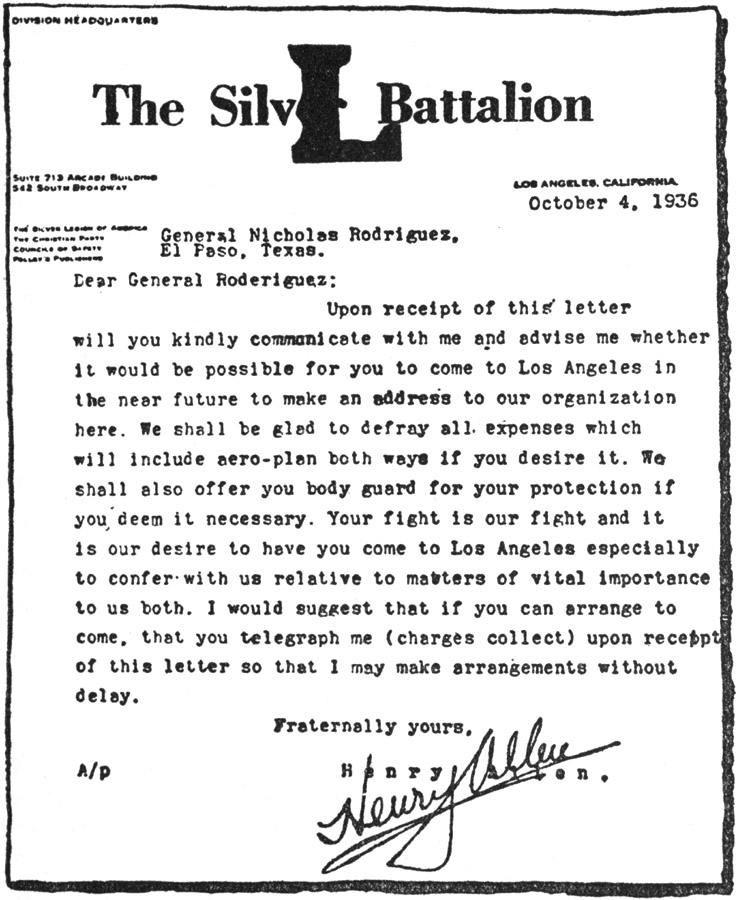 DIVISION HEADQUARTERS
The Silver Battalion
L
SUITE 713 ARCADE BUILDING
542 SOUTH BROADWAY
LOS ANGELES, CALIFORNIA.
October 4, 1936
THE SILVER LEGION OF AMERICA
THE CHRISTIAN PARTY
COUNCILS OF SAFETY
PELLEY'S PUBLISHERS
General Nicholas Rodriguez,
El Paso, Texas.
Dear General Roderiguez:
Upon receipt of this letter
will you kindly communicate with me and advise me whether
it would be possible for you to come to Los Angeles in
the near future to make an address to our organization
here. We shall be glad to defray all expenses which
will include aero-plan both ways if you desire it. We
shall also offer you body guard for your protection if
you deem it necessary. Your fight is our fight and it
is our desire to have you come to Los Angeles especially
to confer with us relative to matters of vital importance
to us both. I would suggest that if you can arrange to
come, that you telegraph me (charges collect) upon receipt
of this letter so that I may make arrangements without
delay.
Fraternally yours,
A/p
Henry
Henry Allen